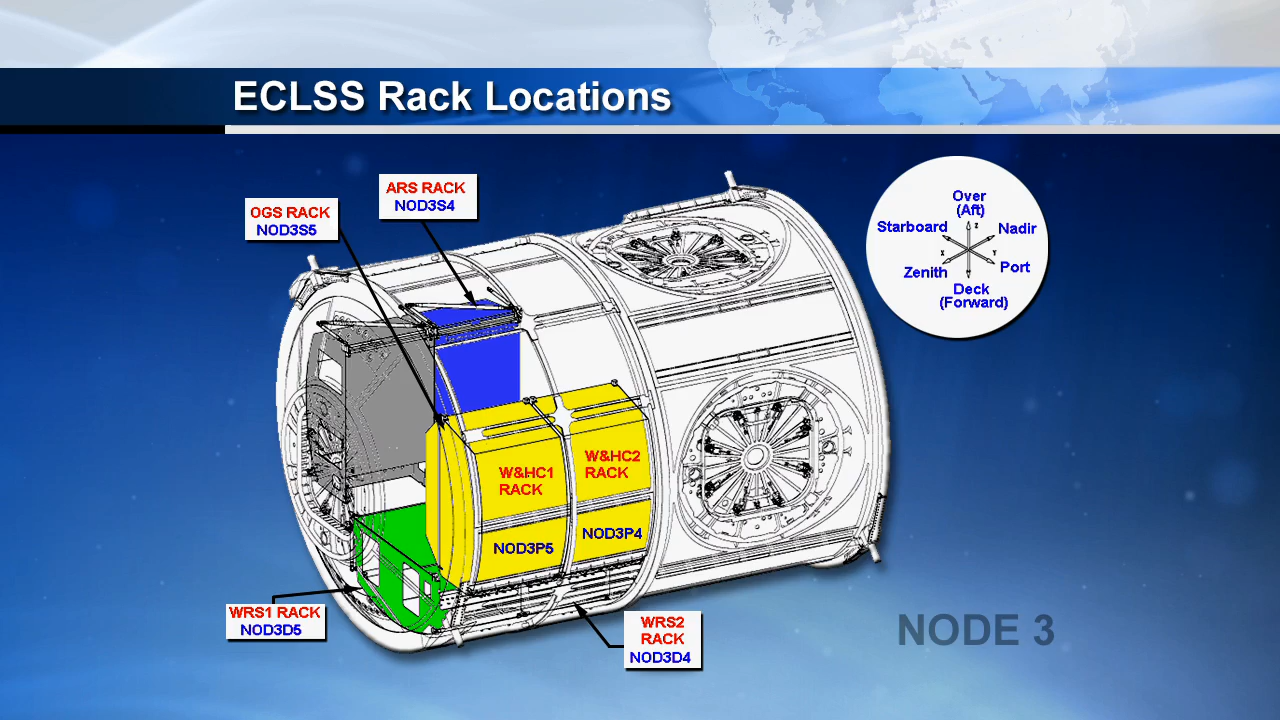 ECLSS Rack Locations
ARS RACK
NOD3S4
OGS RACK
NOD3S5
Over
(Aft)
Z
Starboard
Nadir
X
Y
Zenith
Port
Deck
(Forward)
W&HC1
RACK
W&HC2
RACK
NOD3P5
NOD3P4
WRS1 RACK
NOD3D5
WRS2
RACK
NOD3D4
NODE 3